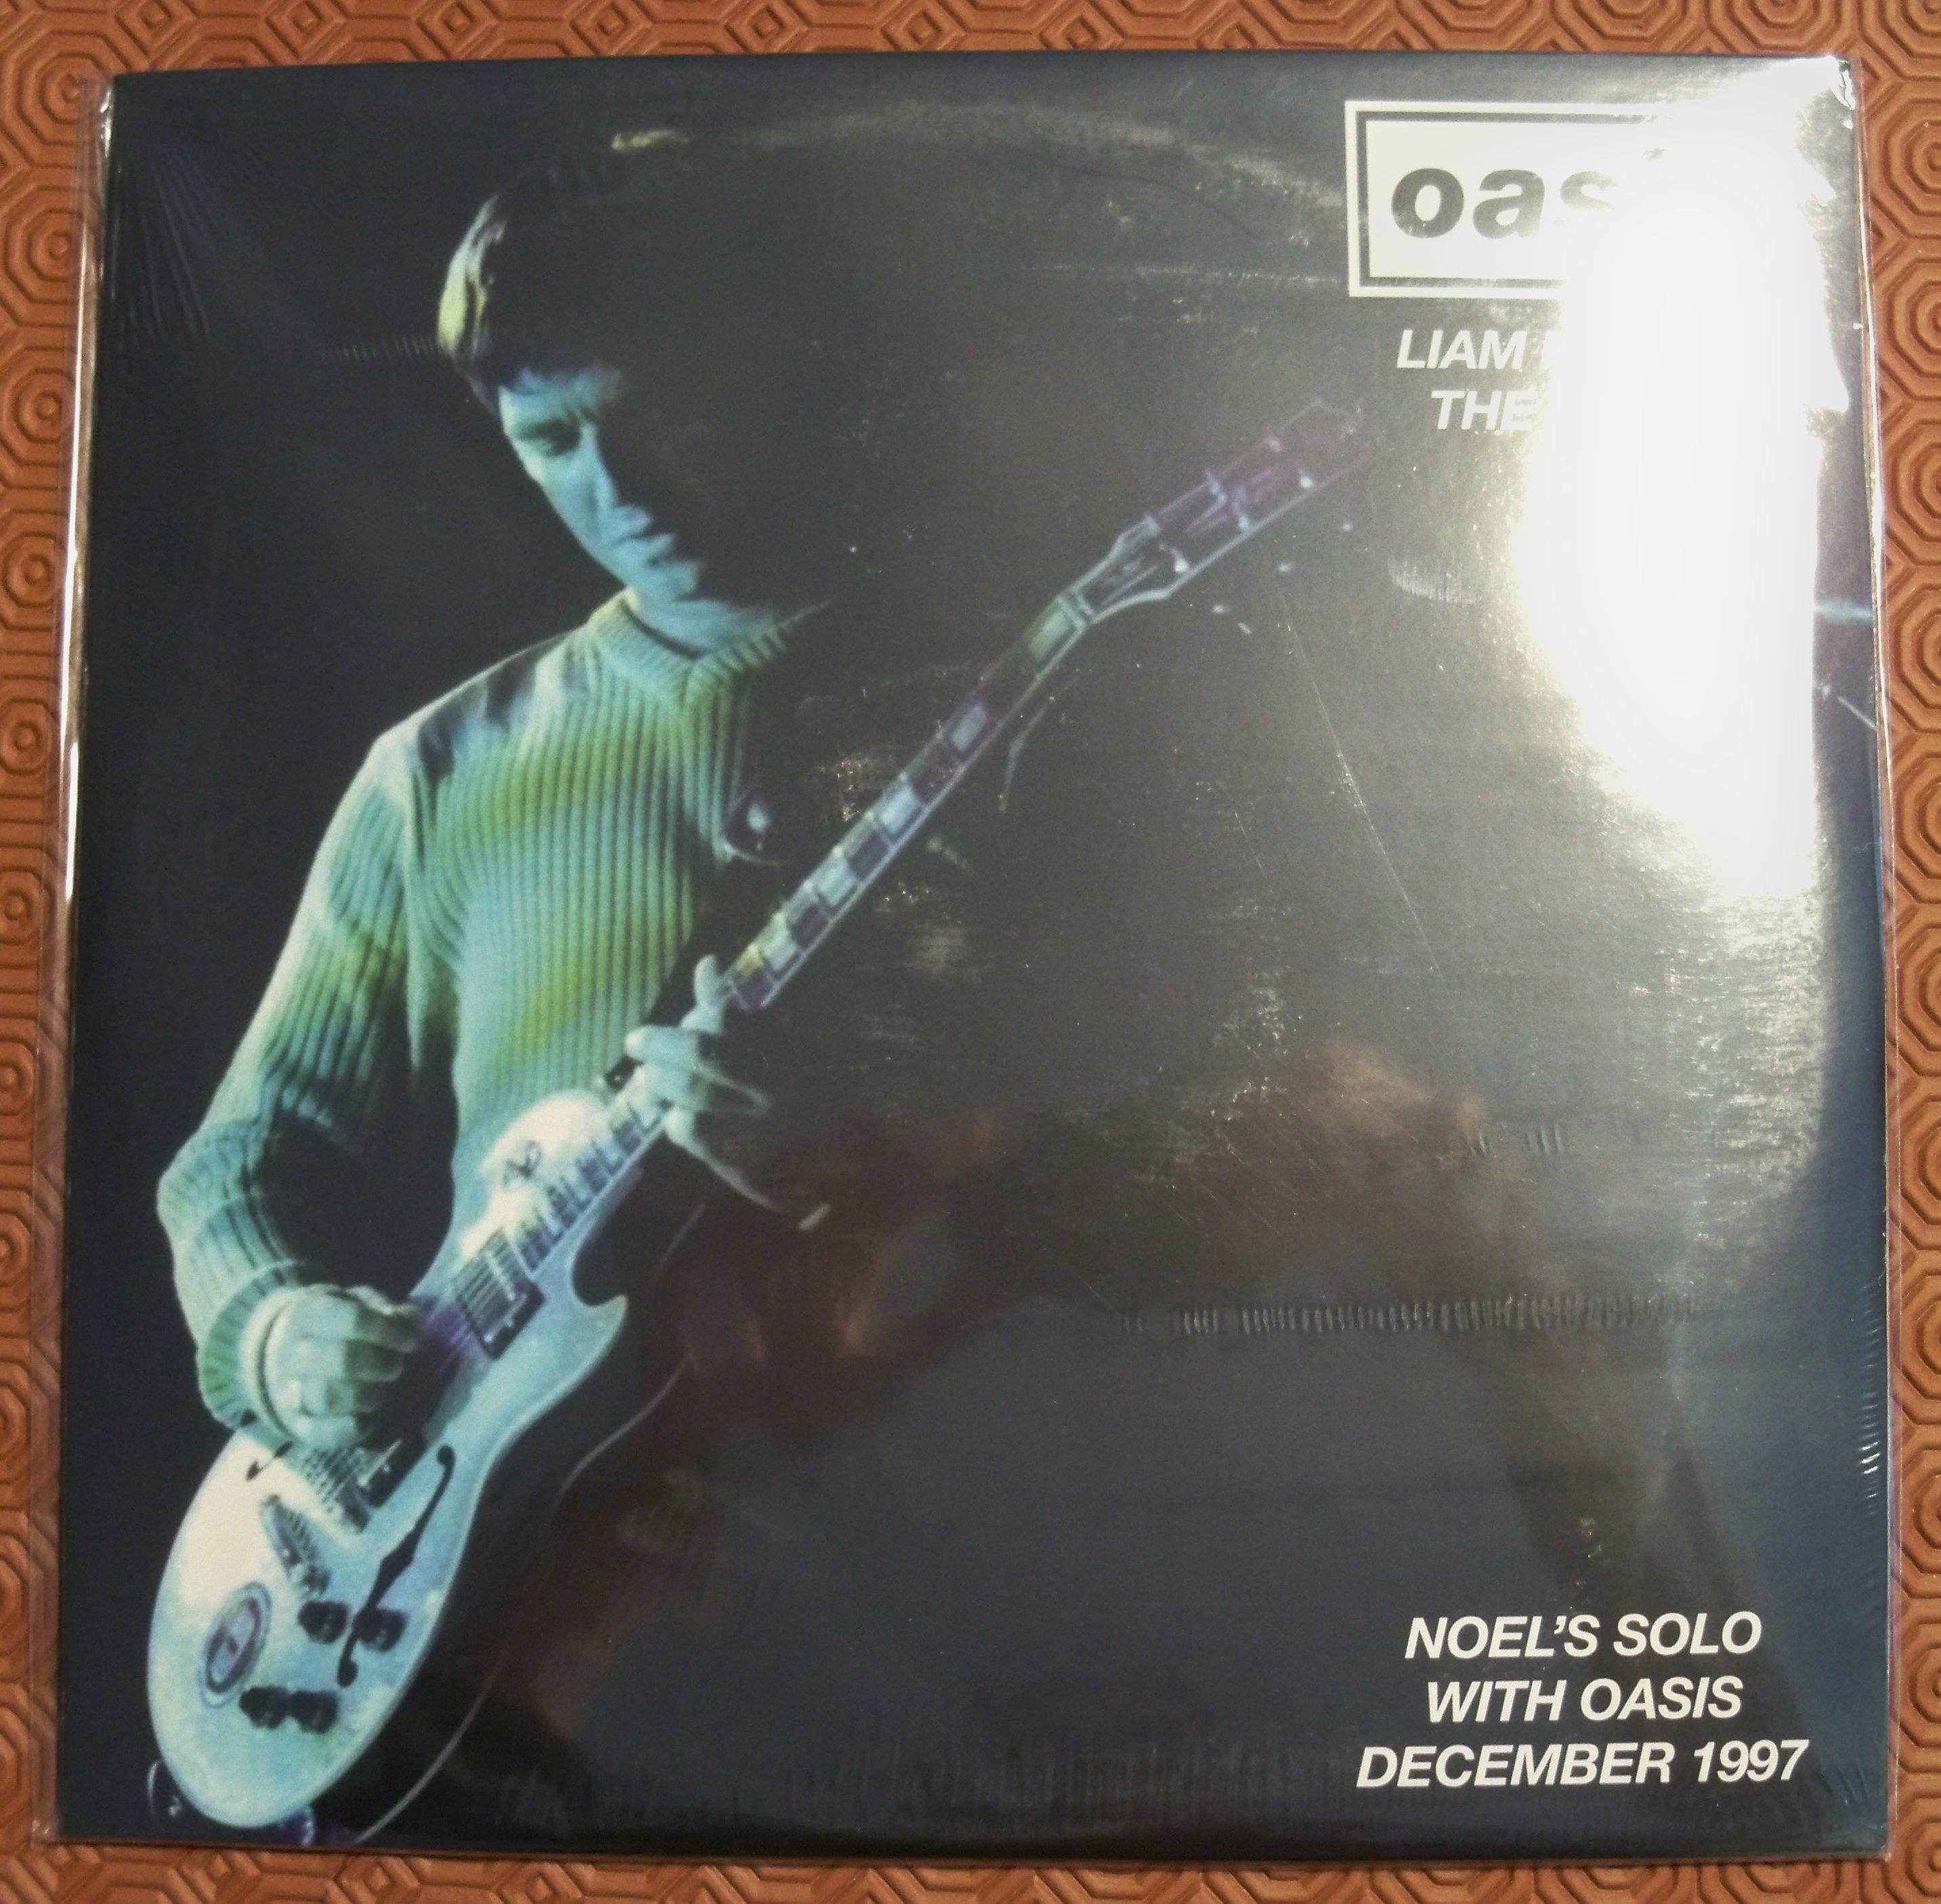 oas
LIAM
THE
NOEL'S SOLO
WITH OASIS
DECEMBER 1997